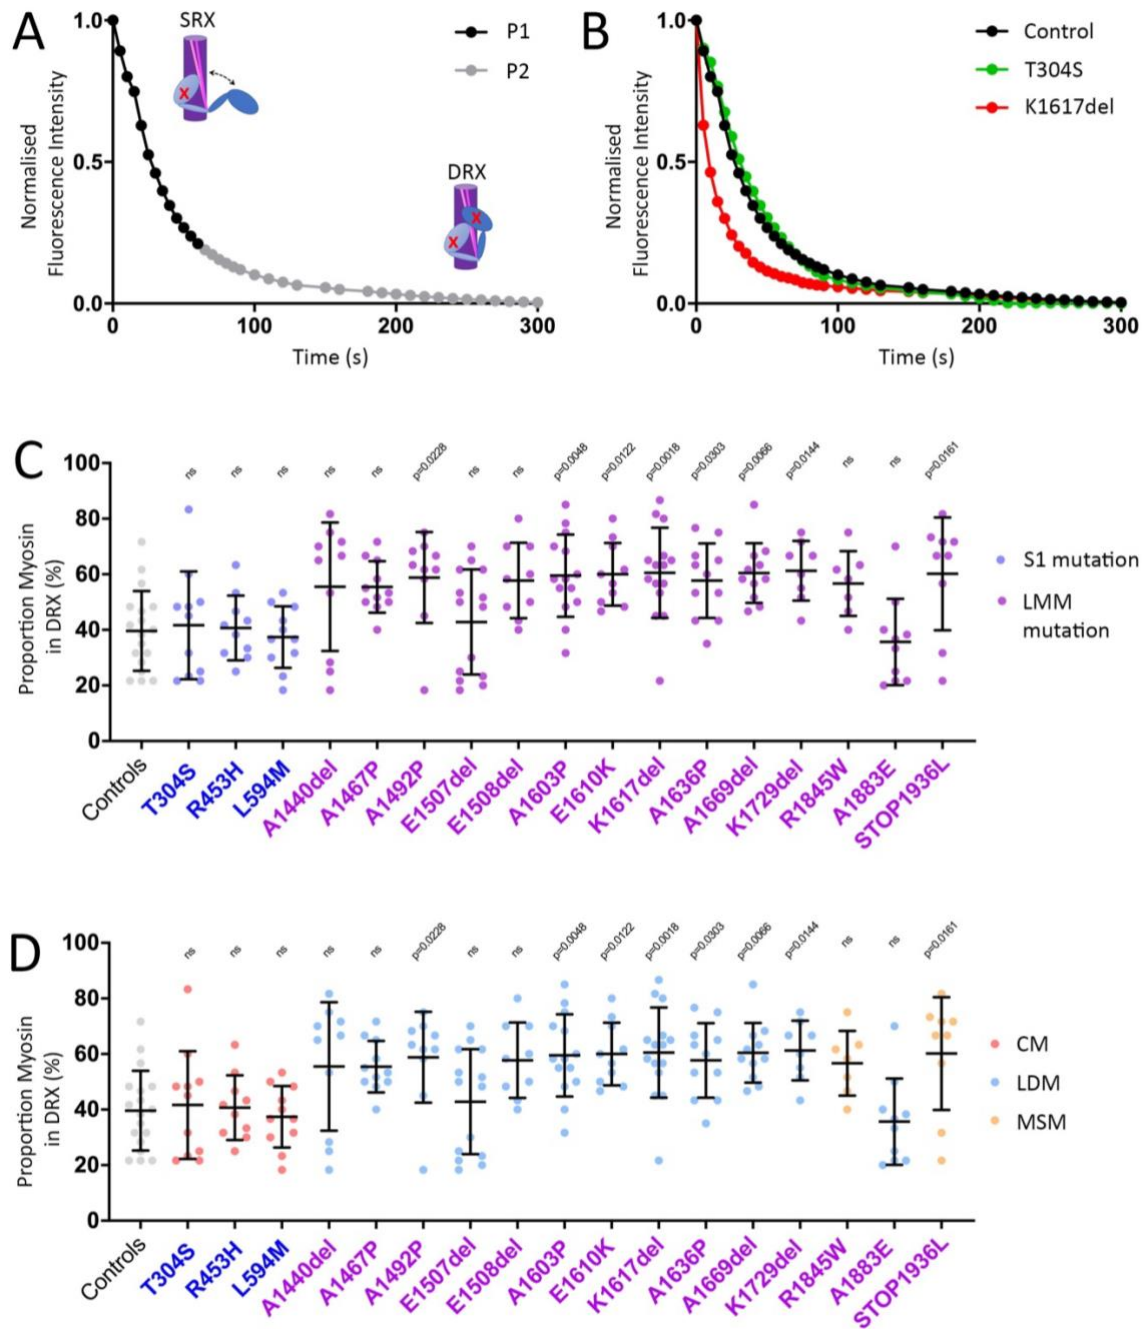 A
SRX
X
P1
P2
DRX
X
X
Normalised
Fluorescence Intensity
1.0
0.5
0.0
0
100
200
300
Time (s)
B
Control
T304S
K1617del
Normalised
Fluorescence Intensity
1.0
0.5
0.0
0
100
200
300
Time (s)
C
ns
ns
ns
ns
ns
p=0.0228
ns
ns
p=0.0048
p=0.0122
p=0.0018
p=0.0303
p=0.0066
p=0.0144
ns
ns
p=0.0161
Proportion Myosin
in DRX (%)
100
80
60
40
20
0
S1 mutation
LMM
mutation
Controls
T304S
R453H
L594M
A1440del
A1467P
A1492P
E1507del
E1508del
A1603P
E1610K
K1617del
A1636P
A1669del
K1729del
R1845W
A1883E
STOP1936L
D
ns
ns
ns
ns
ns
p=0.0228
ns
ns
p=0.0048
p=0.0122
p=0.0018
p=0.0303
p=0.0066
p=0.0144
ns
ns
p=0.0161
Proportion Myosin
in DRX (%)
100
80
60
40
20
0
CM
LDM
MSM
Controls
T304S
R453H
L594M
A1440del
A1467P
A1492P
E1507del
E1508del
A1603P
E1610K
K1617del
A1636P
A1669del
K1729del
R1845W
A1883E
STOP1936L